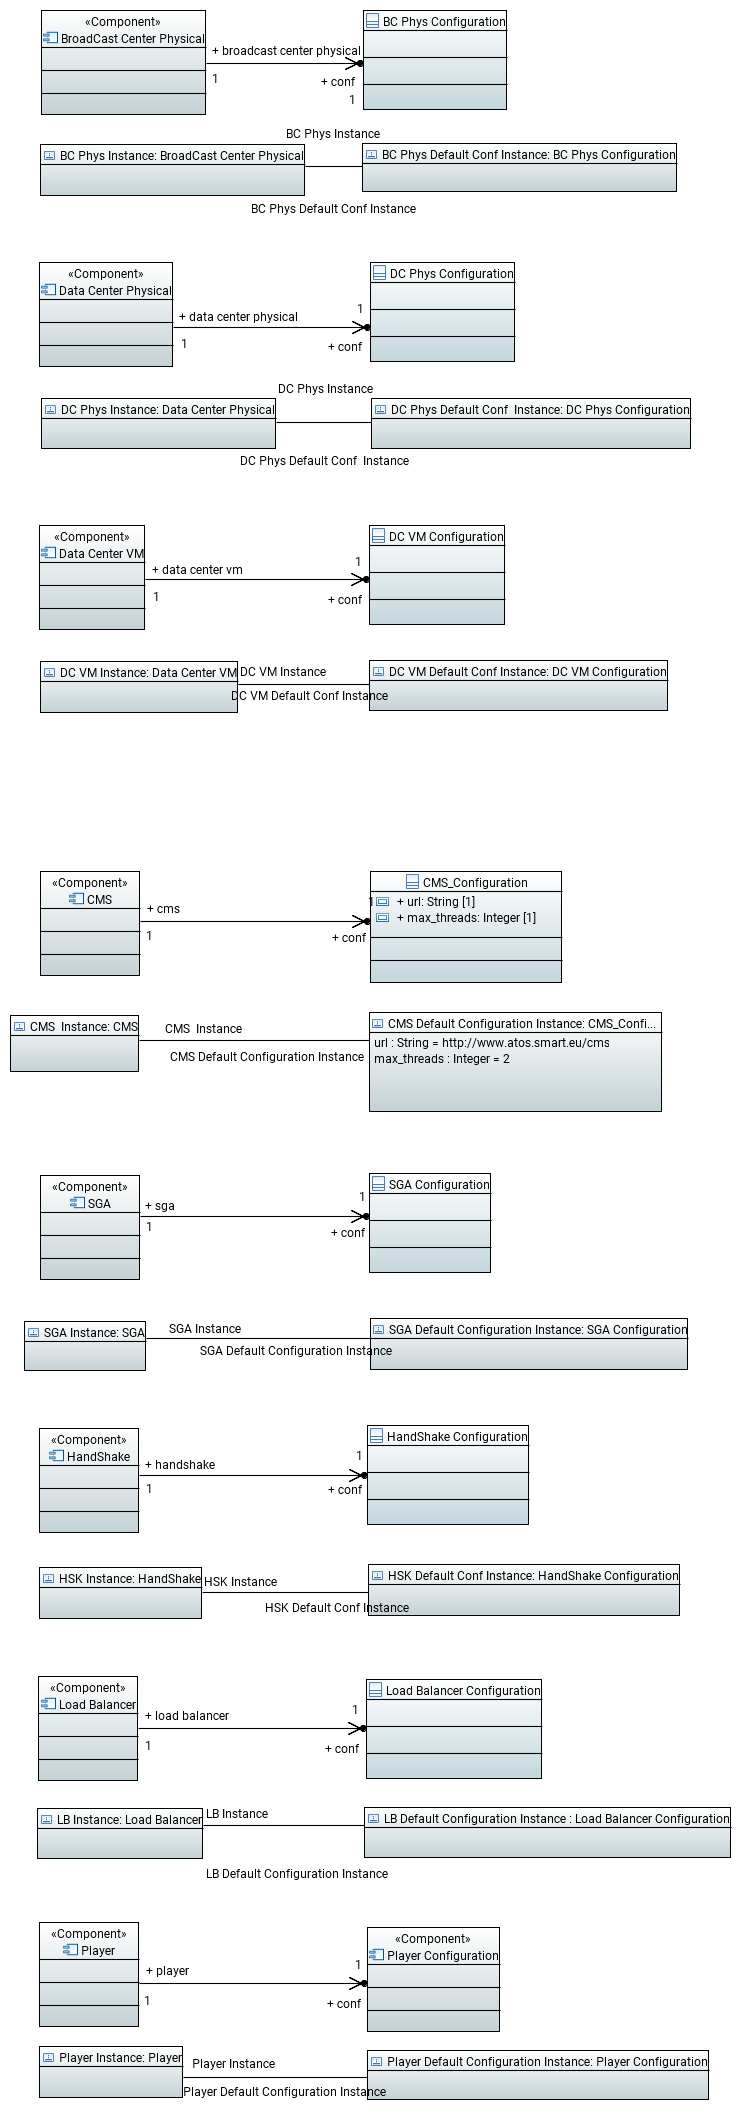 «Component»
BroadCast Center Physical
BC Phys Configuration
+ broadcast center physical
1
+ conf
1
BC Phys Instance
BC Phys Instance: BroadCast Center Physical
BC Phys Default Conf Instance: BC Phys Configuration
BC Phys Default Conf Instance
«Component»
Data Center Physical
DC Phys Configuration
+ data center physical
1
1
+ conf
DC Phys Instance
DC Phys Instance: Data Center Physical
DC Phys Default Conf  Instance: DC Phys Configuration
DC Phys Default Conf  Instance
«Component»
Data Center VM
DC VM Configuration
+ data center vm
1
1
+ conf
DC VM Instance: Data Center VM
DC VM Instance
DC VM Default Conf Instance: DC VM Configuration
DC VM Default Conf Instance
«Component»
CMS
CMS_Configuration
+ url: String [1]
+ max_threads: Integer [1]
+ cms
1
1
+ conf
CMS  Instance: CMS
CMS  Instance
CMS Default Configuration Instance: CMS_Confi...
url : String = http://www.atos.smart.eu/cms
max_threads : Integer = 2
CMS Default Configuration Instance
«Component»
SGA
SGA Configuration
+ sga
1
1
+ conf
SGA Instance: SGA
SGA Instance
SGA Default Configuration Instance: SGA Configuration
SGA Default Configuration Instance
«Component»
HandShake
HandShake Configuration
+ handshake
1
1
+ conf
HSK Instance: HandShake
HSK Instance
HSK Default Conf Instance: HandShake Configuration
HSK Default Conf Instance
«Component»
Load Balancer
Load Balancer Configuration
+ load balancer
1
1
+ conf
LB Instance: Load Balancer
LB Instance
LB Default Configuration Instance : Load Balancer Configuration
LB Default Configuration Instance
«Component»
Player
«Component»
Player Configuration
+ player
1
1
+ conf
Player Instance: Player
Player Instance
Player Default Configuration Instance: Player Configuration
Player Default Configuration Instance